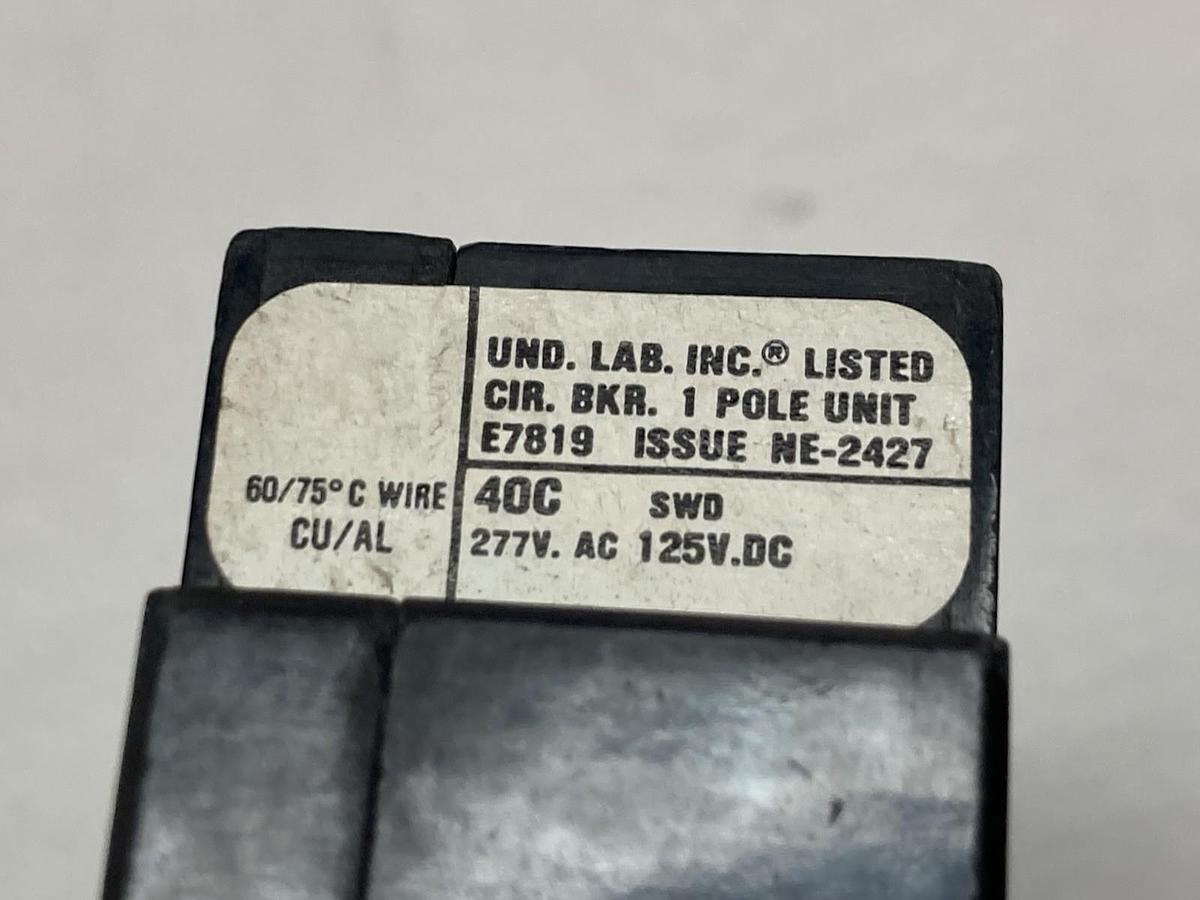 UND. LAB. INC.® LISTED
CIR. BKR. 1 POLE UNIT
E7819 ISSUE NE-2427
60/75°C WIRE
CU/AL
40C SWD
277V. AC 125V.DC